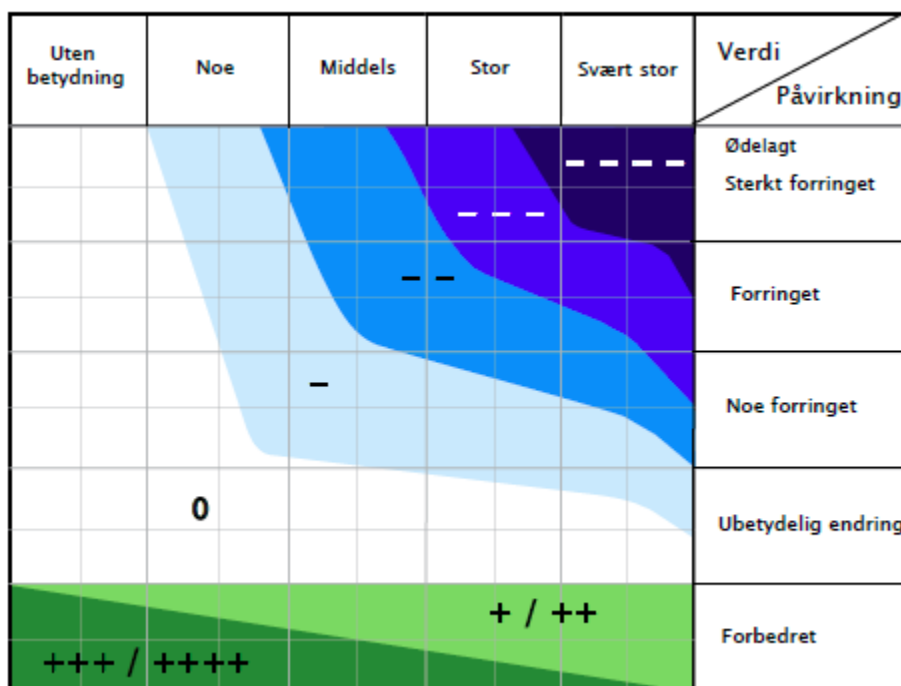 Uten
betydning
Noe
Middels
Stor
Svært stor
Verdi
Påvirkning
Ødelagt
Sterkt forringet
Forringet
Noe forringet
Ubetydelig endring
Forbedret
– – – –
– – –
– –
–
0
+ / ++
+++ / ++++